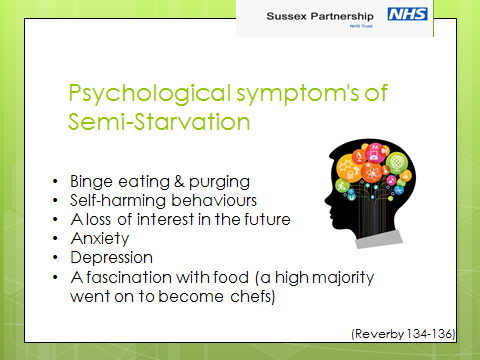 Sussex Partnership NHS
NHS Trust
Psychological symptom's of
Semi-Starvation
• Binge eating & purging
• Self-harming behaviours
• A loss of interest in the future
• Anxiety
• Depression
• A fascination with food (a high majority
went on to become chefs)
(Reverby 134-136)